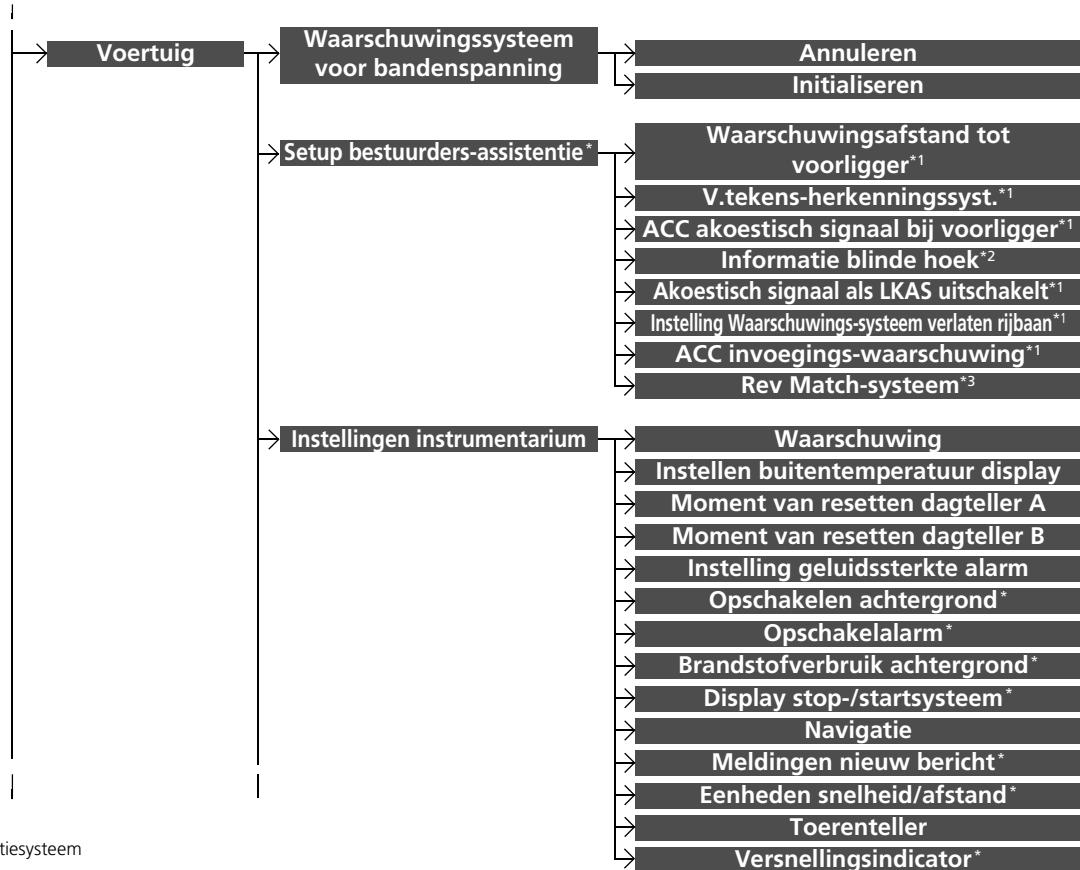 Voertuig
Waarschuwingssysteem
voor bandenspanning
Annuleren
Initialiseren
Setup bestuurders-assistentie*
Waarschuwingsafstand tot
voorligger*1
V.tekens-herkenningssyst.*1
ACC akoestisch signaal bij voorligger*1
Informatie blinde hoek*2
Akoestisch signaal als LKAS uitschakelt*1
Instelling Waarschuwings-systeem verlaten rijbaan*1
ACC invoegings-waarschuwing*1
Rev Match-systeem*3
Instellingen instrumentarium
Waarschuwing
Instellen buitentemperatuur display
Moment van resetten dagteller A
Moment van resetten dagteller B
Instelling geluidssterkte alarm
Opschakelen achtergrond*
Opschakelalarm*
Brandstofverbruik achtergrond*
Display stop-/startsysteem*
Navigatie
Meldingen nieuw bericht*
Eenheden snelheid/afstand*
Toerenteller
Versnellingsindicator*
tiesysteem